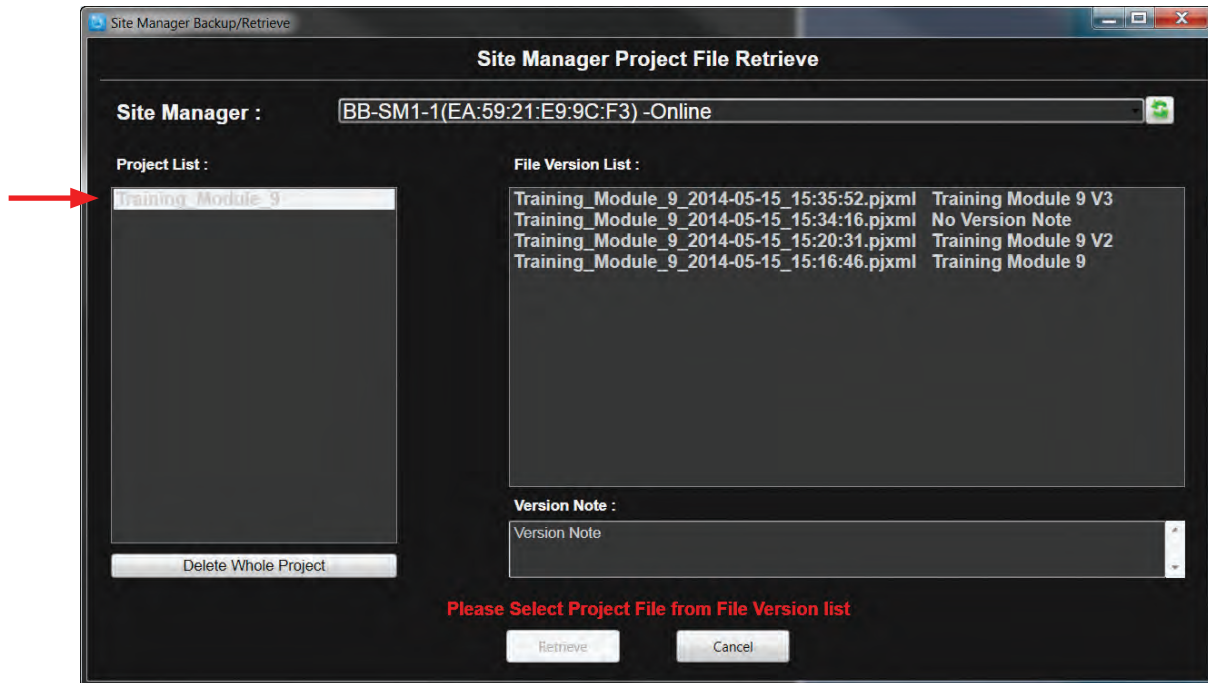 Site Manager Backup/Retrieve
Site Manager Project File Retrieve
Site Manager :
BB-SM1-1(EA:59:21:E9:9C:F3) -Online
Project List :
Training_Module_9
File Version List :
Training_Module_9_2014-05-15_15:35:52.pjxml Training Module 9 V3
Training_Module_9_2014-05-15_15:34:16.pjxml No Version Note
Training_Module_9_2014-05-15_15:20:31.pjxml Training Module 9 V2
Training_Module_9_2014-05-15_15:16:46.pjxml Training Module 9
Version Note :
Version Note
Delete Whole Project
Please Select Project File from File Version list
Retrieve
Cancel